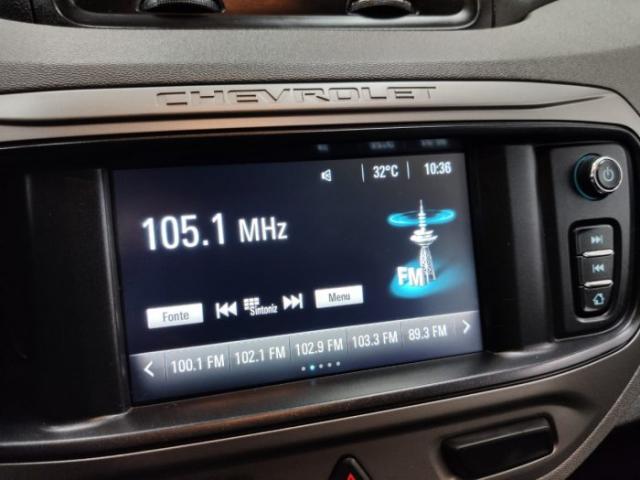 CHEVROLET
32°C 10:36
105.1 MHz
FM
Fonte Sintoniz Menu
100.1 FM 102.1 FM 102.9 FM 103.3 FM 89.3 FM